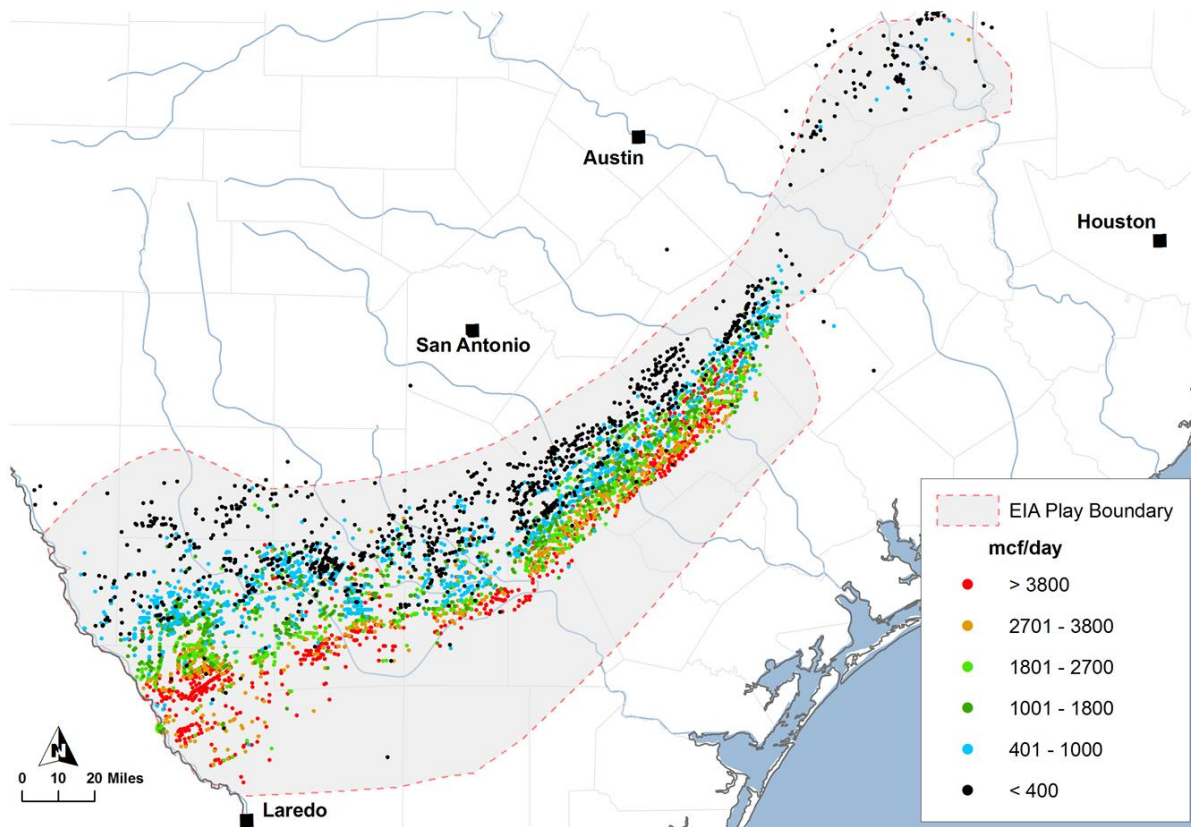 Austin
Houston
San Antonio
EIA Play Boundary
mcf/day
> 3800
2701 - 3800
1801 - 2700
1001 - 1800
401 - 1000
< 400
N
0 10 20 Miles
Laredo